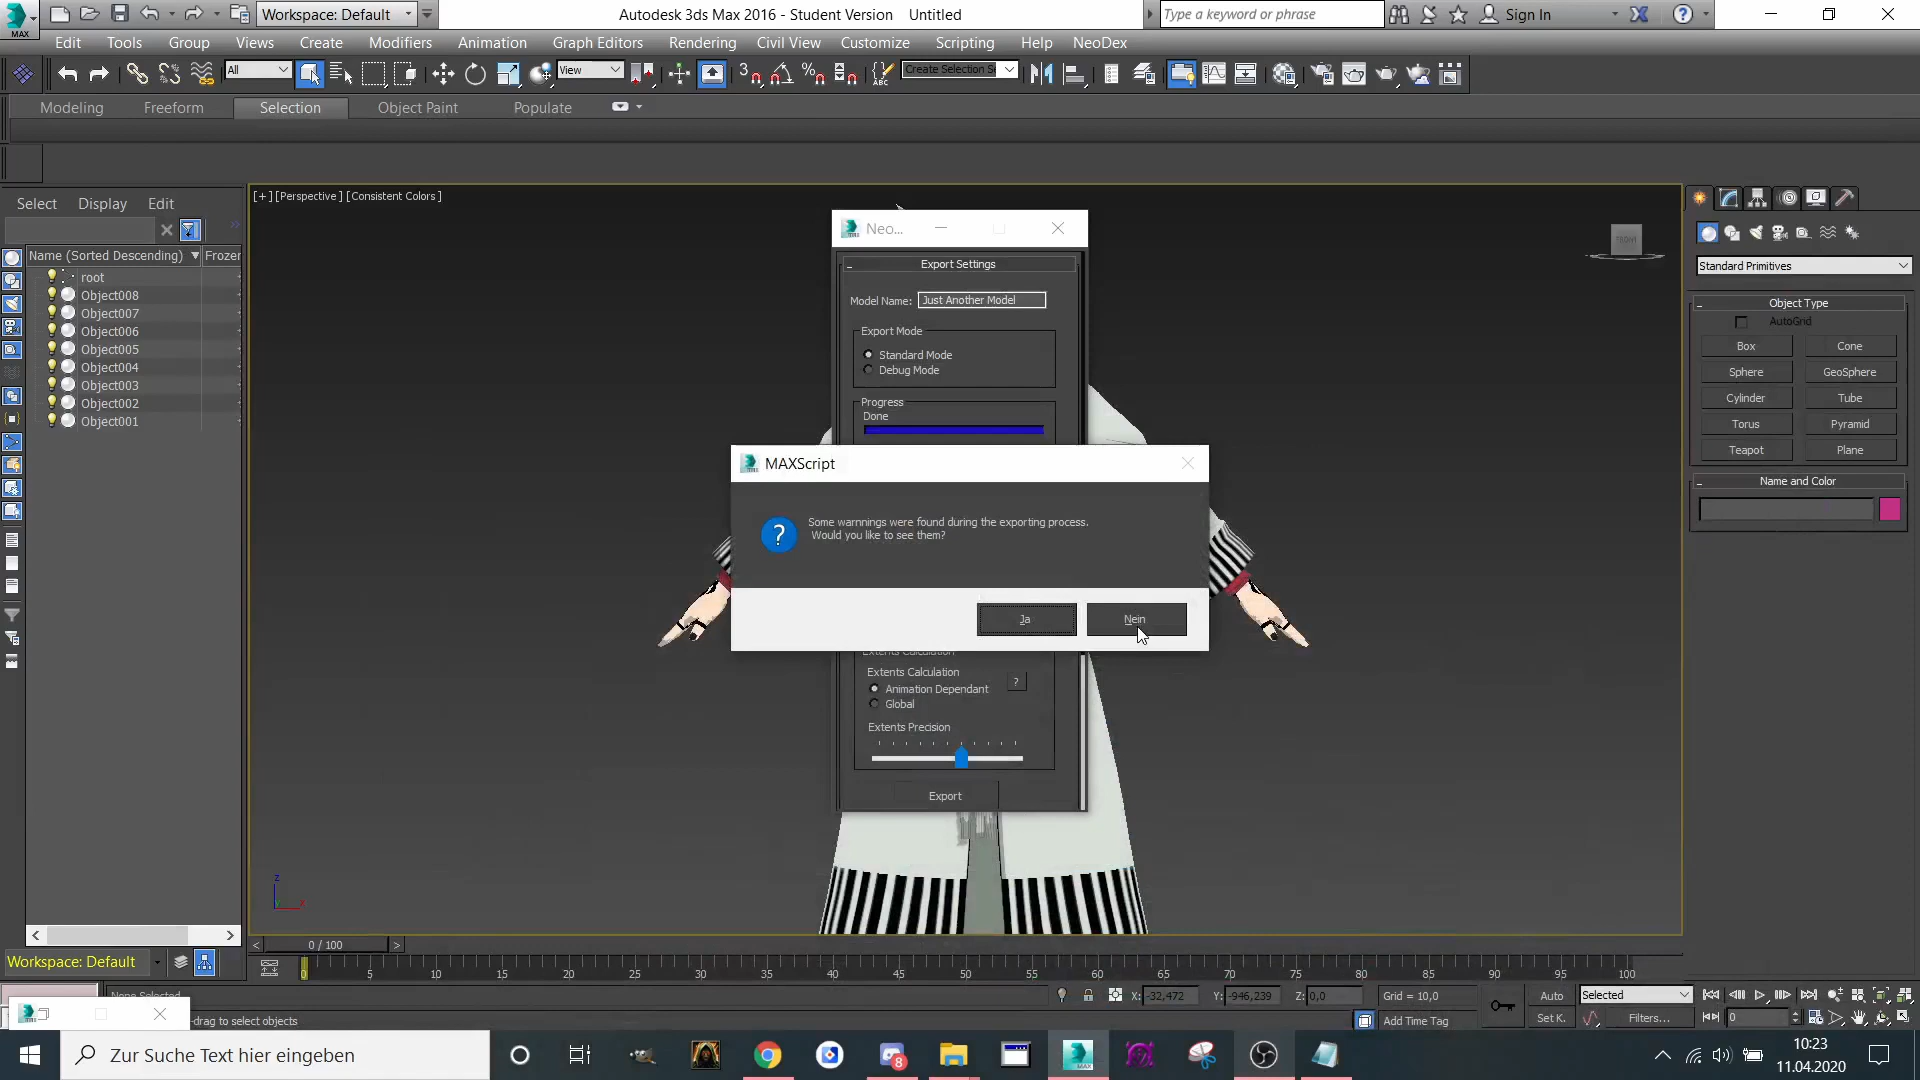 Workspace: Default
Autodesk 3ds Max 2016 - Student Version Untitled
Type a keyword or phrase
Sign In
MAX
Edit Tools Group Views Create Modifiers Animation Graph Editors Rendering Civil View Customize Scripting Help NeoDex
All
View
Create Selection S
Modeling Freeform Selection Object Paint Populate
Select Display Edit
[+] [Perspective] [Consistent Colors]
Name (Sorted Descending) Frozen
root
Object008
Object007
Object006
Object005
Object004
Object003
Object002
Object001
Neo...
Export Settings
Model Name: Just Another Model
Export Mode
Standard Mode
Debug Mode
Progress
Done
MAXScript
Some warnnings were found during the exporting process.
Would you like to see them?
Ja Nein
Extents Calculation
Extents Calculation
Animation Dependant ?
Global
Extents Precision
Export
Standard Primitives
Object Type
AutoGrid
Box Cone
Sphere GeoSphere
Cylinder Tube
Torus Pyramid
Teapot Plane
Name and Color
z
x
Workspace: Default
0 / 100
0 5 10 15 20 25 30 35 40 45 50 55 60 65 70 75 80 85 90 95 100
None Selected
X: -32,472 Y: -946,239 Z: 0,0 Grid = 10,0
Auto Selected
-drag to select objects
Add Time Tag
Set K. Filters... 0
Zur Suche Text hier eingeben
8
MAX
10:23
11.04.2020